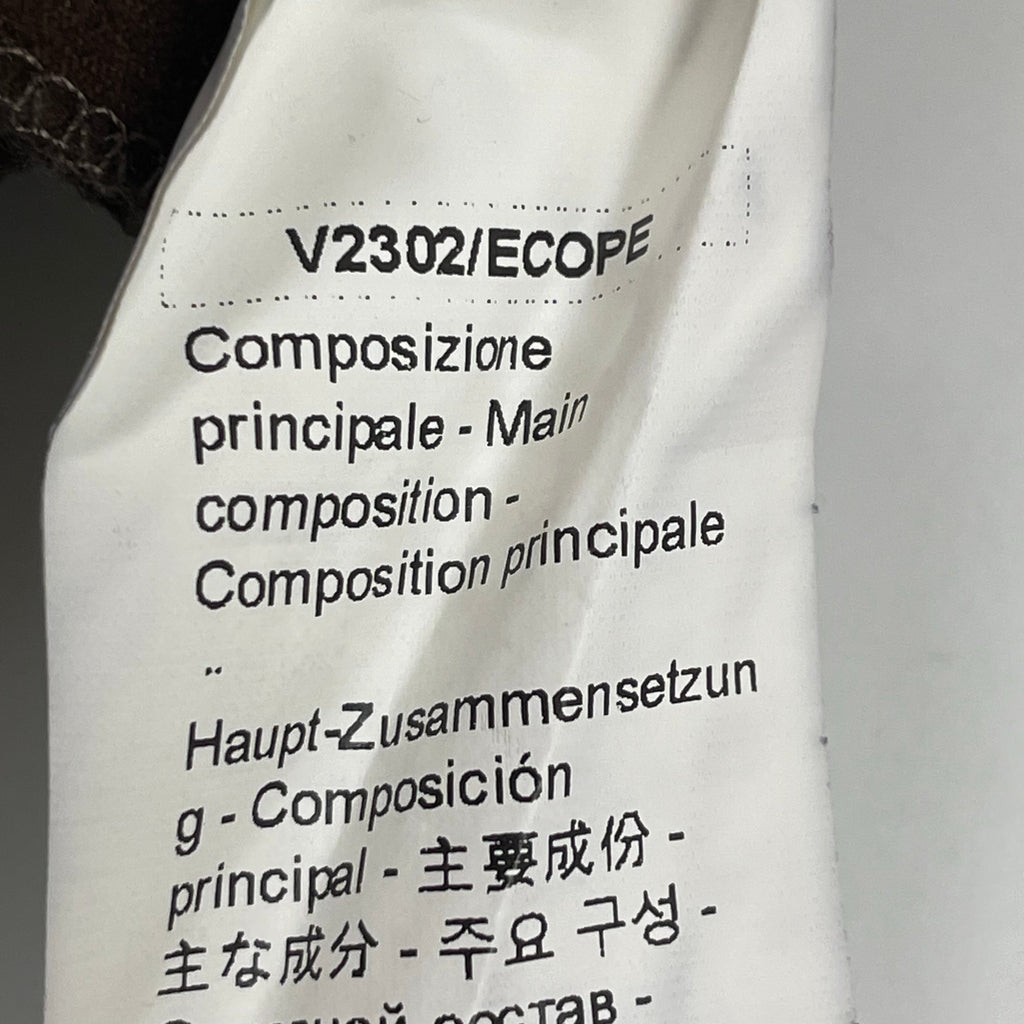 V2302/ECOPE
Composizione
principale - Main
composition -
Composition principale
..
Haupt-Zusammensetzun
g - Composición
principal - 主要成份 -
主な成分 - 주요 구성 -
состав -